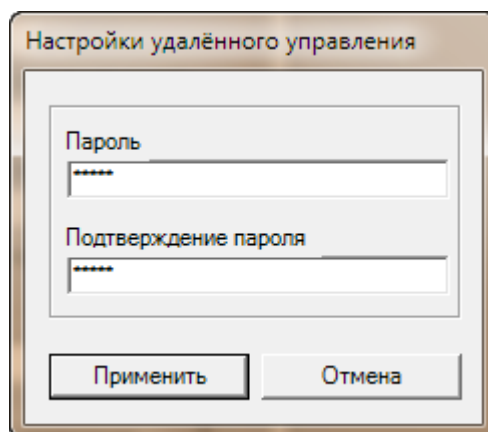 Настройки удалённого управления
Пароль
*****
Подтверждение пароля
*****
Применить
Отмена